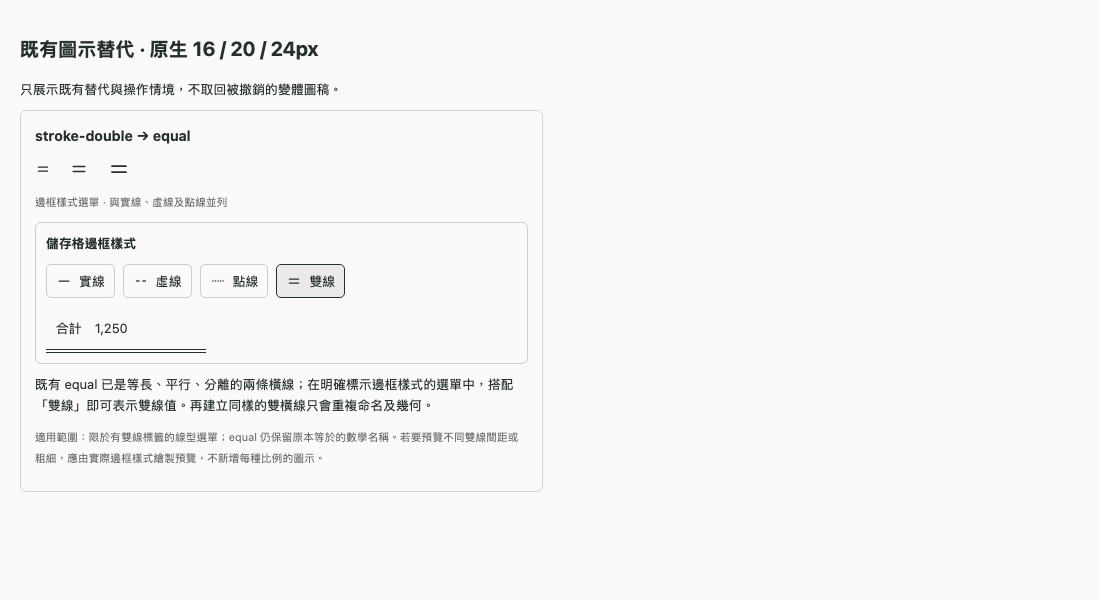 既有圖示替代 · 原生 16 / 20 / 24px
只展示既有替代與操作情境，不取回被撤銷的變體圖稿。
stroke-double → equal
邊框樣式選單 · 與實線、虛線及點線並列
儲存格邊框樣式
實線 虛線 點線 雙線
合計 1,250
既有 equal 已是等長、平行、分離的兩條橫線；在明確標示邊框樣式的選單中，搭配
「雙線」即可表示雙線值。再建立同樣的雙橫線只會重複命名及幾何。
適用範圍：限於有雙線標籤的線型選單；equal 仍保留原本等於的數學名稱。若要預覽不同雙線間距或
粗細，應由實際邊框樣式繪製預覽，不新增每種比例的圖示。